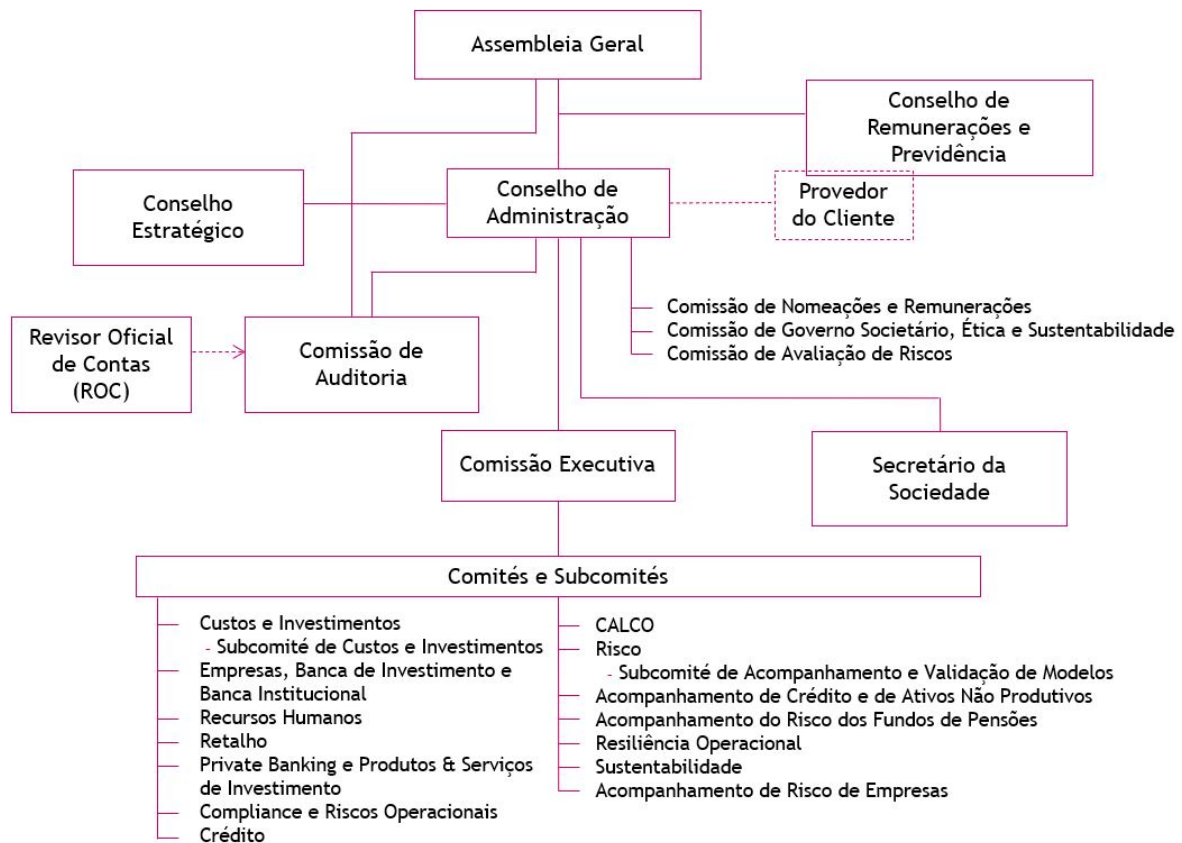 Assembleia Geral
Conselho de
Remunerações e
Previdência
Conselho
Estratégico
Conselho de
Administração
Provedor
do Cliente
Comissão de Nomeações e Remunerações
Comissão de Governo Societário, Ética e Sustentabilidade
Comissão de Avaliação de Riscos
Revisor Oficial
de Contas
(ROC)
Comissão de
Auditoria
Comissão Executiva
Secretário da
Sociedade
Comités e Subcomités
Custos e Investimentos
- Subcomité de Custos e Investimentos
Empresas, Banca de Investimento e
Banca Institucional
Recursos Humanos
Retalho
Private Banking e Produtos & Serviços
de Investimento
Compliance e Riscos Operacionais
Crédito
CALCO
Risco
- Subcomité de Acompanhamento e Validação de Modelos
Acompanhamento de Crédito e de Ativos Não Produtivos
Acompanhamento do Risco dos Fundos de Pensões
Resiliência Operacional
Sustentabilidade
Acompanhamento de Risco de Empresas